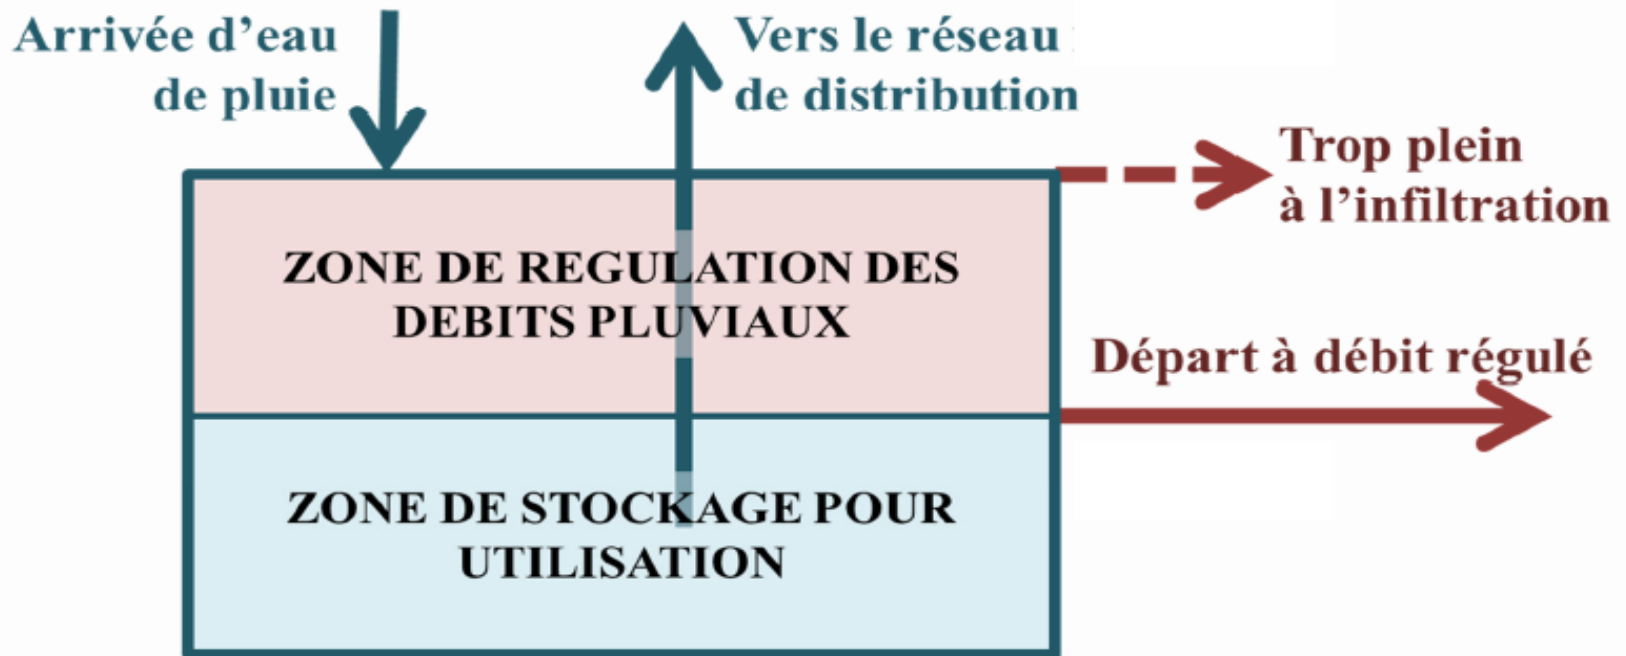 Arrivée d’eau
de pluie
Vers le réseau
de distribution
Trop plein
à l’infiltration
ZONE DE REGULATION DES
DEBITS PLUVIAUX
Départ à débit régulé
ZONE DE STOCKAGE POUR
UTILISATION